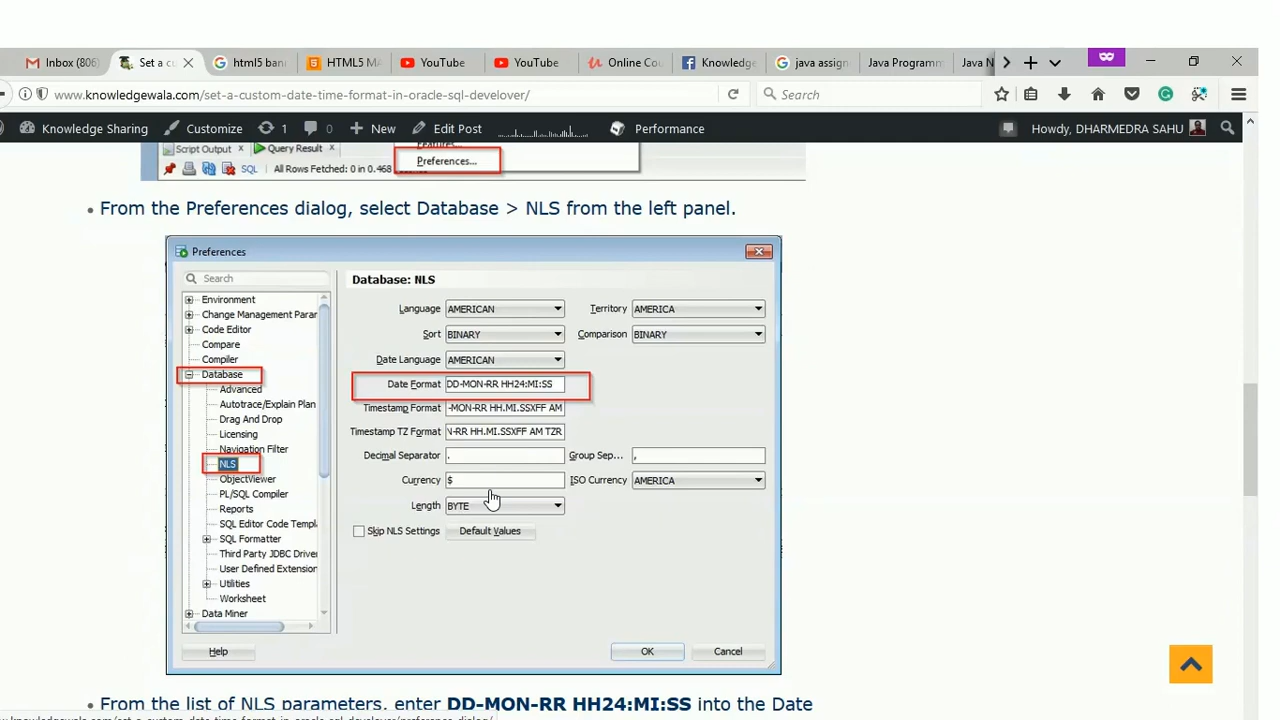 Inbox (806)
Set a cu
html5 ban
HTML5 MA
YouTube
YouTube
Online Cou
Knowledge
java assign
Java Programm
Java N
www.knowledgewala.com/set-a-custom-date-time-format-in-oracle-sql-develover/
Search
Knowledge Sharing
Customize
1
0
New
Edit Post
Performance
Howdy, DHARMEDRA SAHU
Script Output
Query Result
Features...
Preferences...
SQL
All Rows Fetched: 0 in 0.468
• From the Preferences dialog, select Database > NLS from the left panel.
Preferences
Search
Environment
Change Management Parar
Code Editor
Compare
Compiler
Database
Advanced
Autotrace/Explain Plan
Drag And Drop
Licensing
Navigation Filter
NLS
ObjectViewer
PL/SQL Compiler
Reports
SQL Editor Code Templ
SQL Formatter
Third Party JDBC Driver
User Defined Extension
Utilities
Worksheet
Data Miner
Database: NLS
Language AMERICAN Territory AMERICA
Sort BINARY Comparison BINARY
Date Language AMERICAN
Date Format DD-MON-RR HH24:MI:SS
Timestamp Format -MON-RR HH.MI.SSXFF AM
Timestamp TZ Format N-RR HH.MI.SSXFF AM TZR
Decimal Separator . Group Sep... ,
Currency $ ISO Currency AMERICA
Length BYTE
Skip NLS Settings Default Values
Help OK Cancel
• From the list of NLS parameters, enter DD-MON-RR HH24:MI:SS into the Date